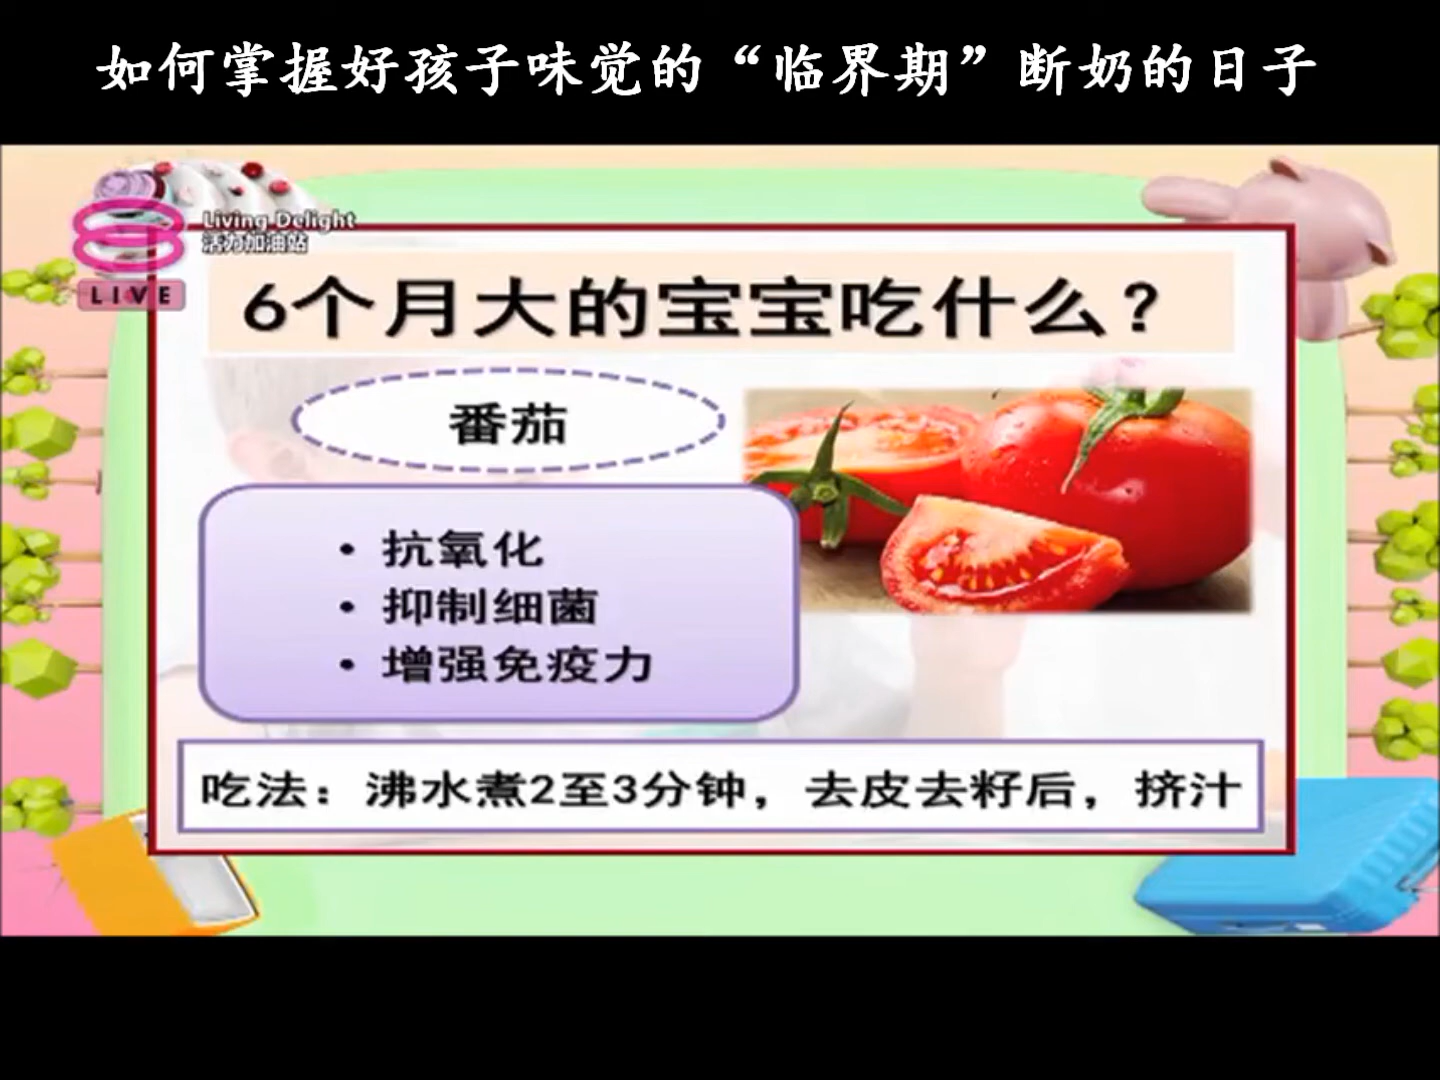 如何掌握好孩子味觉的“临界期”断奶的日子
Living Delight
活力加油站
LIVE
6个月大的宝宝吃什么？
番茄
• 抗氧化
• 抑制细菌
• 增强免疫力
吃法：沸水煮2至3分钟，去皮去籽后，挤汁